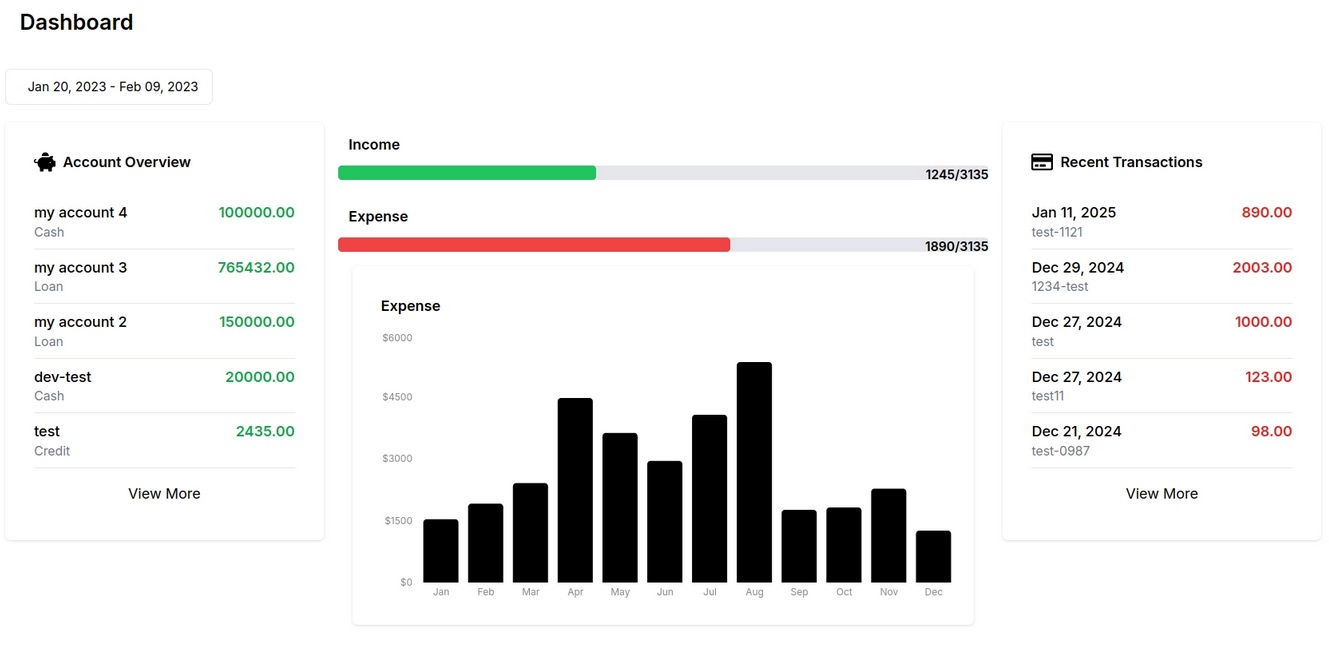 Dashboard
Jan 20, 2023 - Feb 09, 2023
Account Overview
my account 4 100000.00
Cash
my account 3 765432.00
Loan
my account 2 150000.00
Loan
dev-test 20000.00
Cash
test 2435.00
Credit
View More
Income
1245/3135
Expense
1890/3135
Expense
$6000
$4500
$3000
$1500
$0
Jan Feb Mar Apr May Jun Jul Aug Sep Oct Nov Dec
Recent Transactions
Jan 11, 2025 890.00
test-1121
Dec 29, 2024 2003.00
1234-test
Dec 27, 2024 1000.00
test
Dec 27, 2024 123.00
test11
Dec 21, 2024 98.00
test-0987
View More